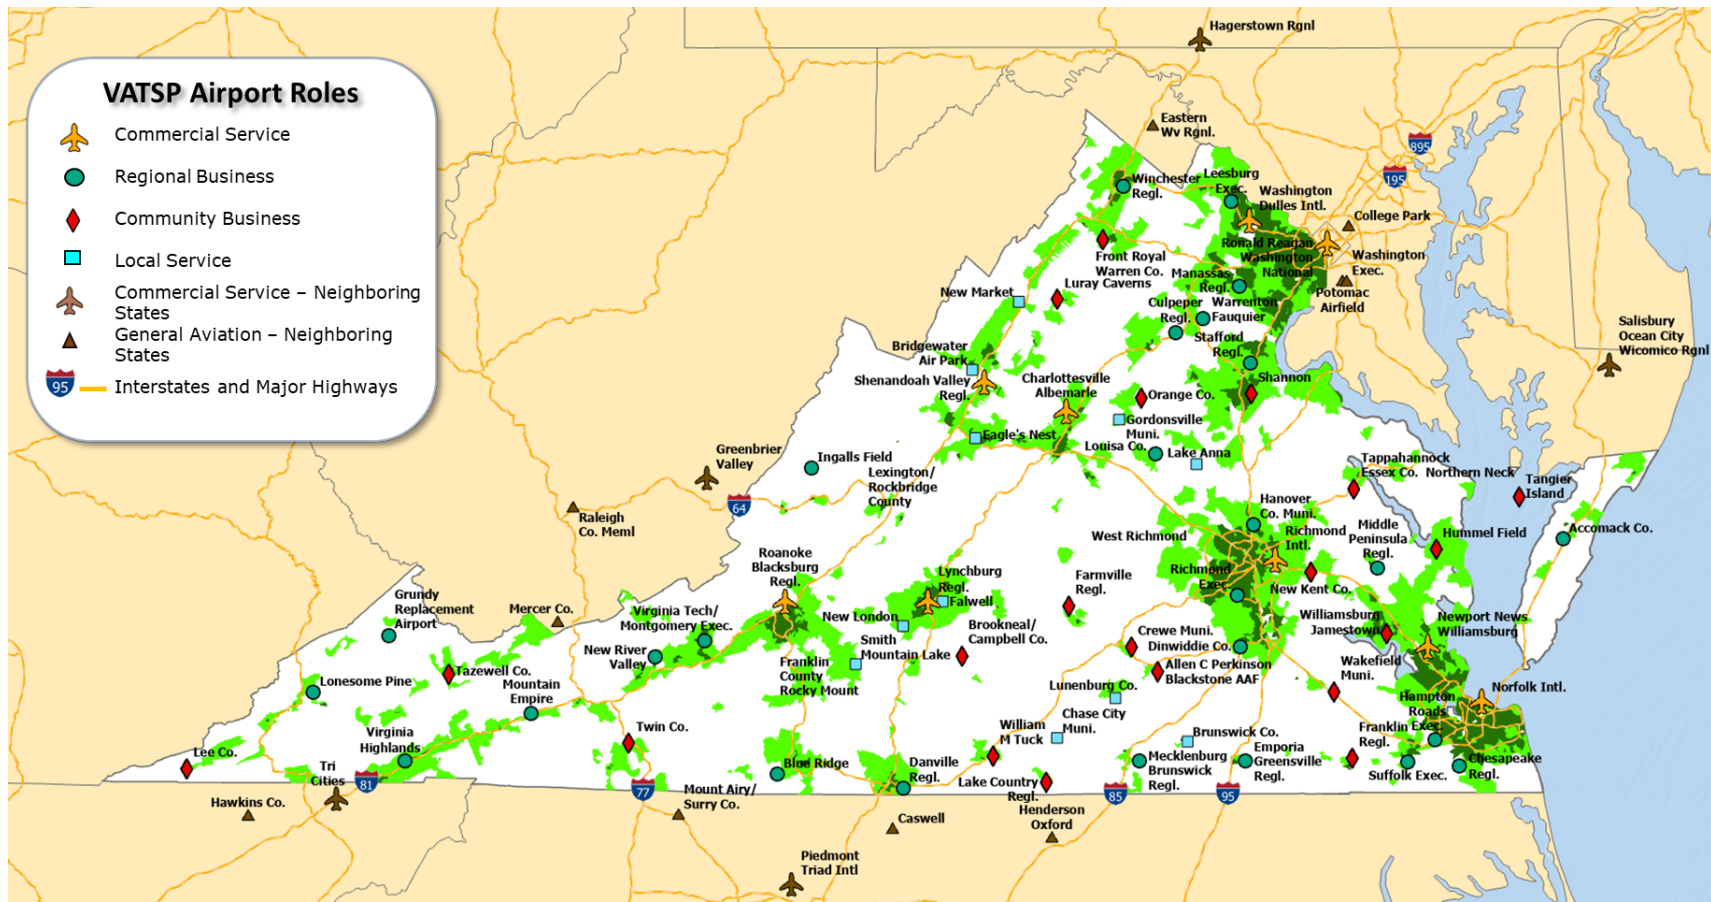 VATSP Airport Roles
Commercial Service
Regional Business
Community Business
Local Service
Commercial Service – Neighboring
States
General Aviation – Neighboring
States
95
Interstates and Major Highways
Hagerstown Rgnl
Eastern
Wv Rgnl.
895
195
Winchester
Regl.
Leesburg
Exec.
Washington
Dulles Intl.
College Park
Ronald Reagan
Washington
National
Washington
Exec.
Potomac
Airfield
Front Royal
Warren Co.
Luray Caverns
Manassas
Regl.
New Market
Culpeper
Regl.
Warrenton
Fauquier
Stafford
Regl.
Salisbury
Ocean City
Wicomico Rgnl
Bridgewater
Air Park
Shenandoah Valley
Regl.
Charlottesville
Albemarle
Shannon
Orange Co.
Gordonsville
Muni.
Eagle's Nest
Louisa Co.
Lake Anna
Greenbrier
Valley
Ingalls Field
Lexington/
Rockbridge
County
64
Raleigh
Co. Meml
Tappahannock
Essex Co.
Northern Neck
Tangier
Island
Accomack Co.
Hanover
Co. Muni.
West Richmond
Richmond
Intl.
Middle
Peninsula
Regl.
Hummel Field
Richmond
Exec.
New Kent Co.
Roanoke
Blacksburg
Regl.
Lynchburg
Regl.
Falwell
Farmville
Regl.
New London
Brookneal/
Campbell Co.
Smith
Mountain Lake
Crewe Muni.
Dinwiddie Co.
Williamsburg
Jamestown
Newport News
Williamsburg
Grundy
Replacement
Airport
Mercer Co.
Virginia Tech/
Montgomery Exec.
New River
Valley
Franklin
County
Rocky Mount
Allen C Perkinson
Blackstone AAF
Wakefield
Muni.
Tazewell Co.
Lonesome Pine
Mountain
Empire
Lunenburg Co.
Chase City
Muni.
Norfolk Intl.
Hampton
Roads
Exec.
Franklin
Regl.
Twin Co.
Virginia
Highlands
Lee Co.
William
M Tuck
Brunswick Co.
Emporia
Greensville
Regl.
Mecklenburg
Brunswick
Regl.
Suffolk Exec.
Chesapeake
Regl.
Blue Ridge
Danville
Regl.
Lake Country
Regl.
Tri
Cities
81
77
85
95
Hawkins Co.
Mount Airy/
Surry Co.
Caswell
Henderson
Oxford
Piedmont
Triad Intl